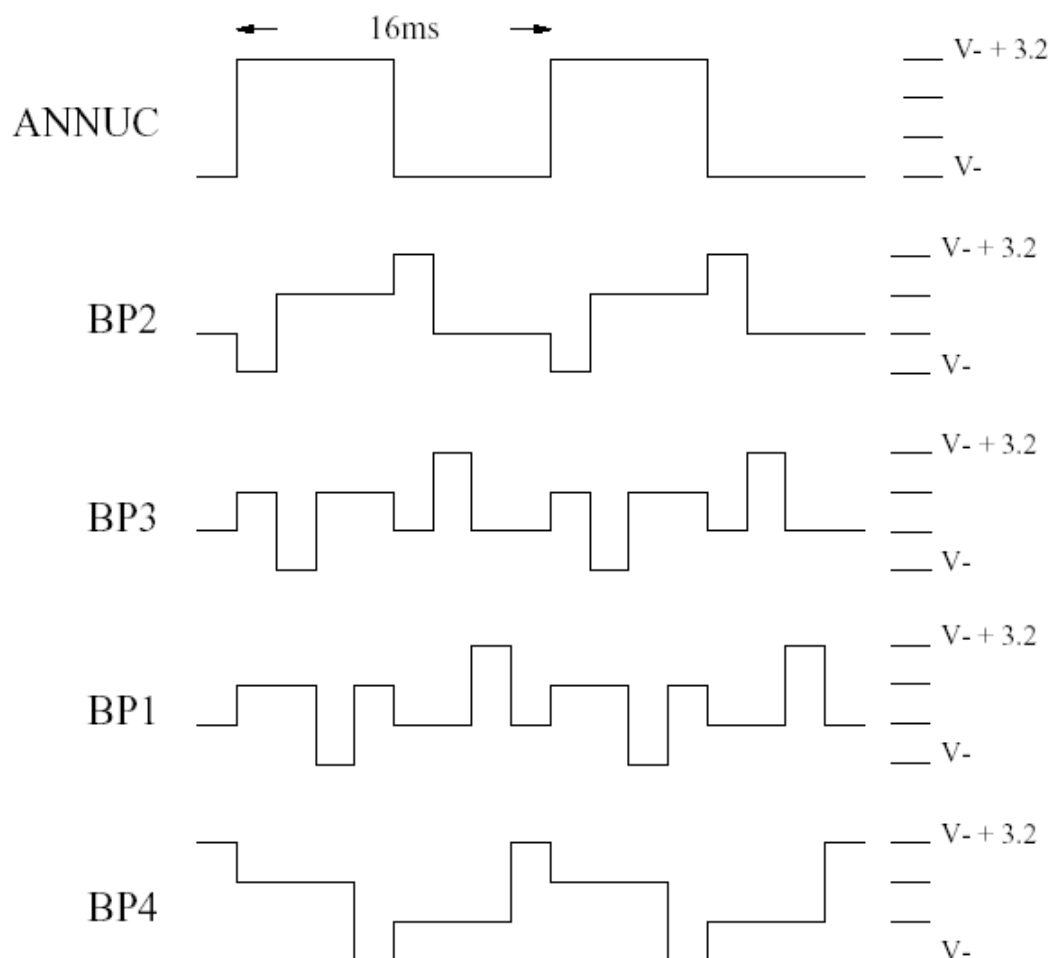 16ms
V- + 3.2
ANNUC
V-
V- + 3.2
BP2
V-
V- + 3.2
BP3
V-
V- + 3.2
BP1
V-
V- + 3.2
BP4
V-